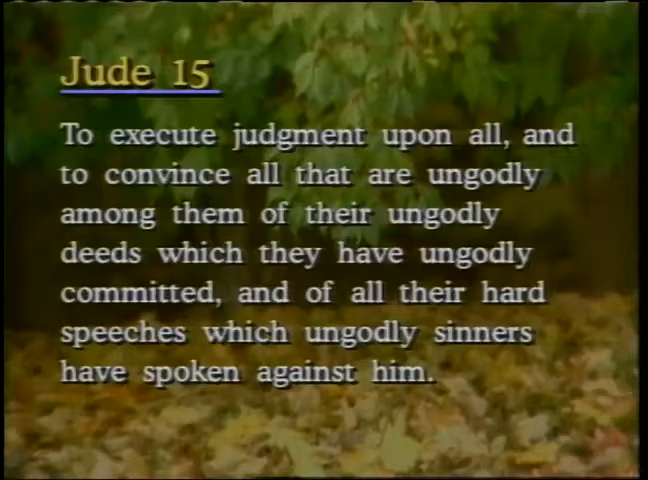 Jude 15
To execute judgment upon all, and
to convince all that are ungodly
among them of their ungodly
deeds which they have ungodly
committed, and of all their hard
speeches which ungodly sinners
have spoken against him.